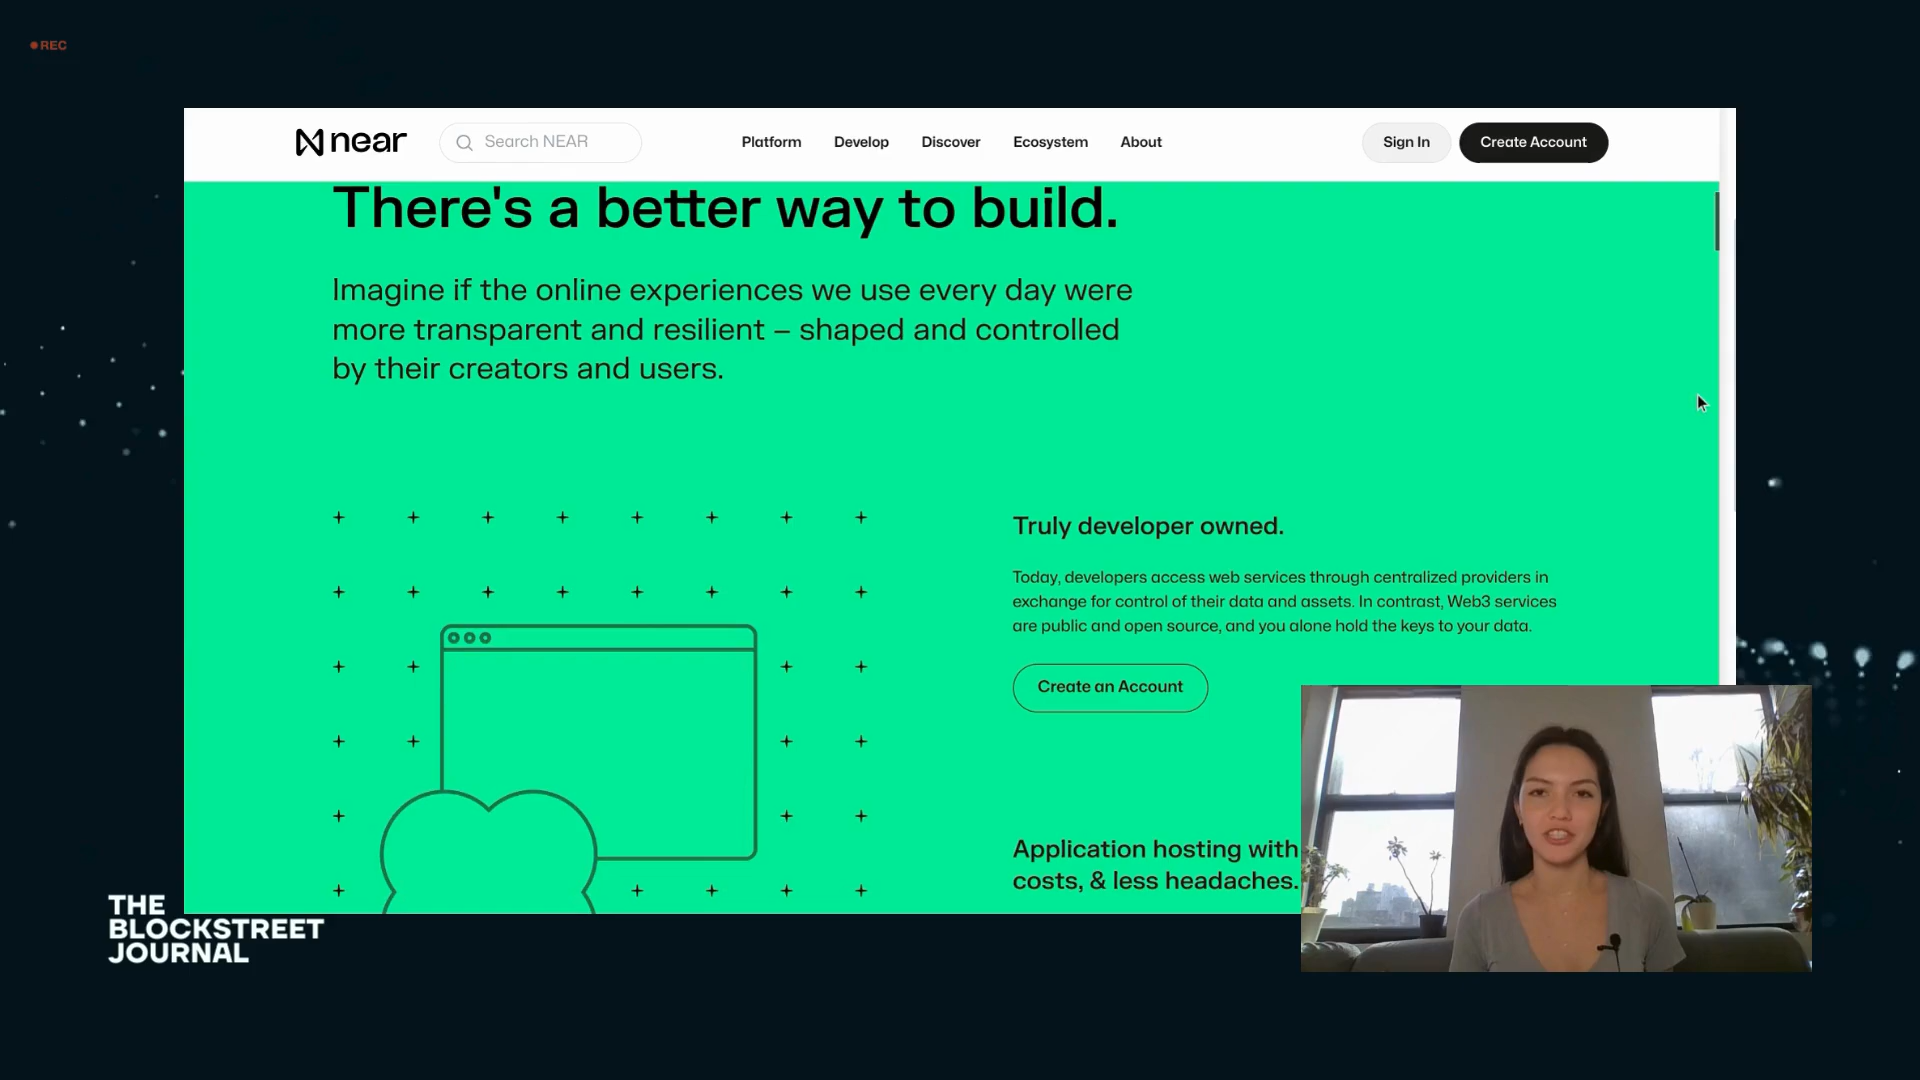 REC
near
Search NEAR
Platform
Develop
Discover
Ecosystem
About
Sign In
Create Account
There's a better way to build.
Imagine if the online experiences we use every day were
more transparent and resilient – shaped and controlled
by their creators and users.
Truly developer owned.
Today, developers access web services through centralized providers in
exchange for control of their data and assets. In contrast, Web3 services
are public and open source, and you alone hold the keys to your data.
Create an Account
Application hosting with
costs, & less headaches.
THE
BLOCKSTREET
JOURNAL